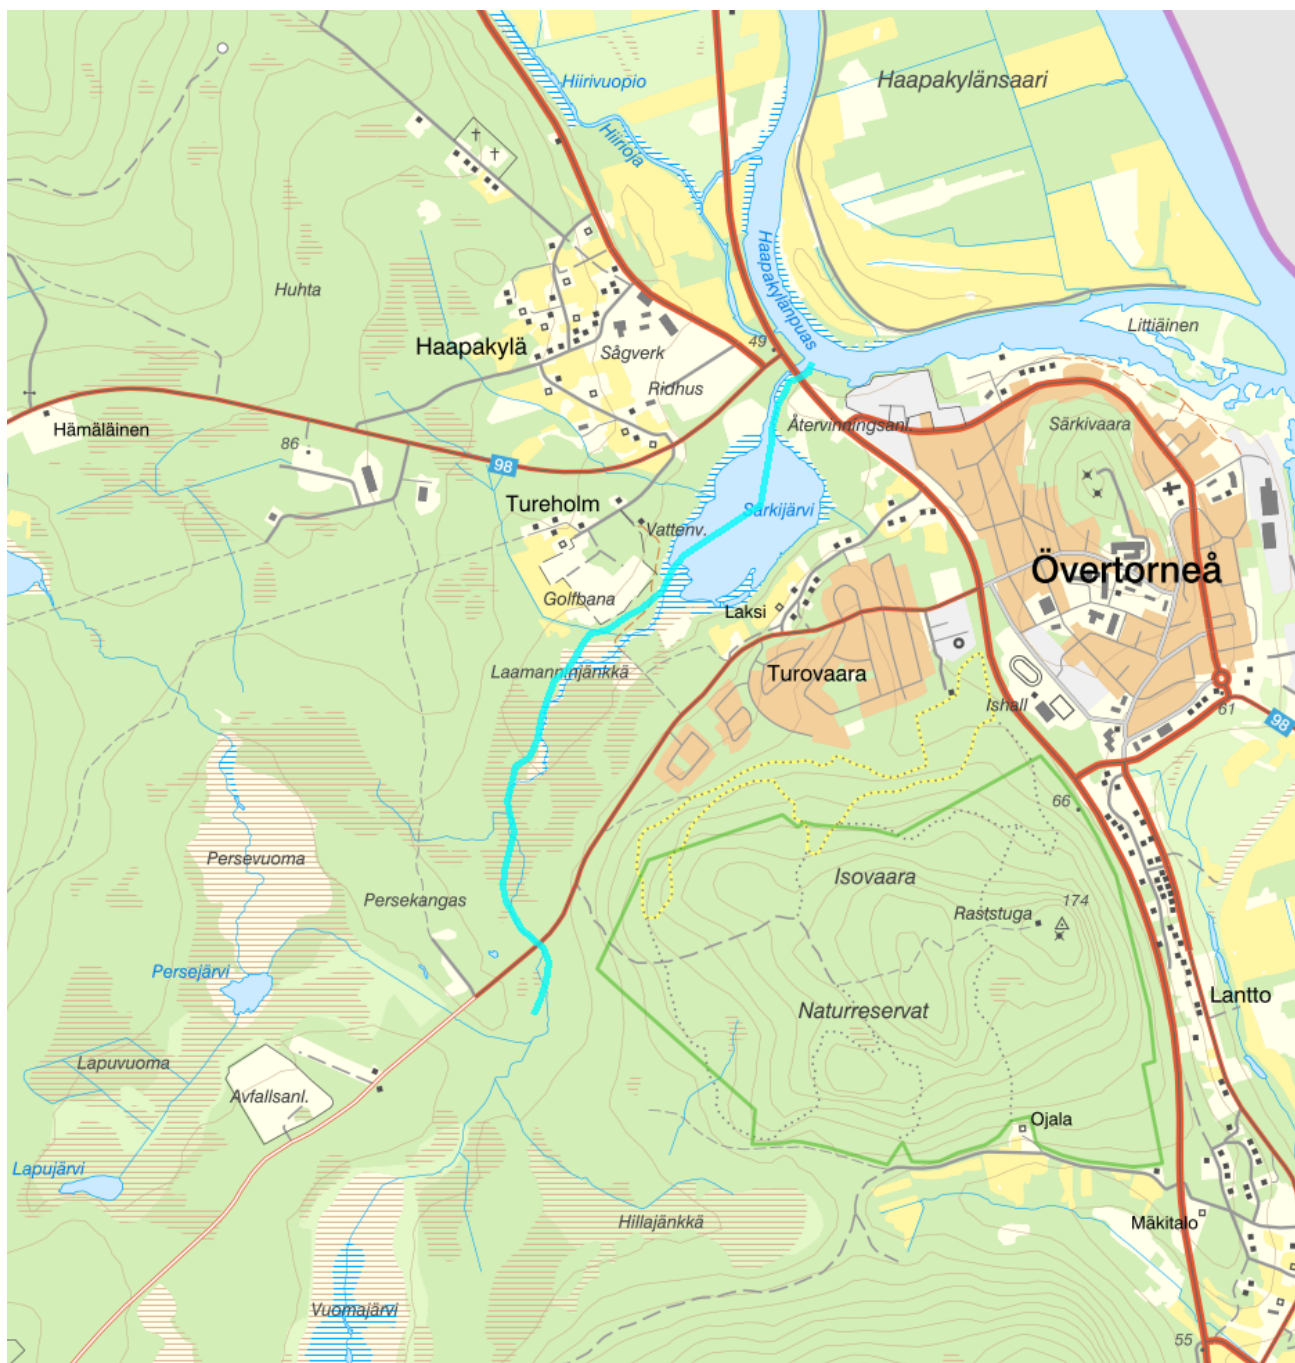 Hiirivuopio
Haapakylänsaari
Hiirioja
Haapakylänpuas
Huhta
Littiäinen
49
Haapakylä
Sågverk
Ridhus
Hämäläinen
86
Återvinningsanl.
Särkivaara
98
Tureholm
Särkijärvi
Vattenv.
Övertorneå
Golfbana
Laksi
Laamanninjänkkä
Turovaara
Ishall
61
98
66
Persevuoma
Isovaara
Persekangas
174
Raststuga
Persejärvi
Lantto
Naturreservat
Lapuvuoma
Avfallsanl.
Ojala
Lapujärvi
Hillajänkkä
Mäkitalo
Vuomajärvi
55